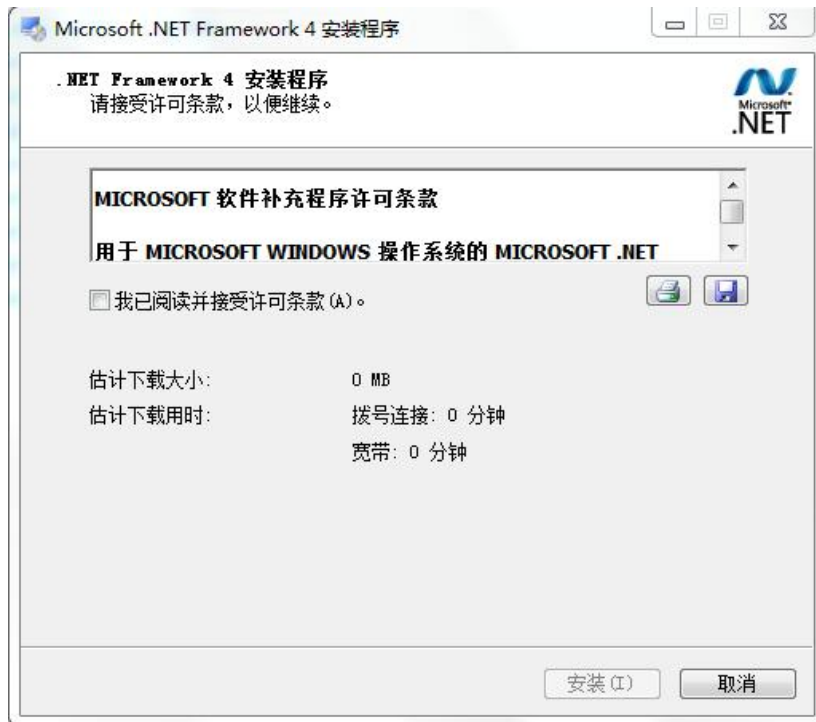 Microsoft .NET Framework 4 安装程序
.NET Framework 4 安装程序
请接受许可条款，以便继续。
Microsoft®
.NET
MICROSOFT 软件补充程序许可条款
用于 MICROSOFT WINDOWS 操作系统的 MICROSOFT .NET
我已阅读并接受许可条款(A)。
估计下载大小: 0 MB
估计下载用时: 拨号连接: 0 分钟
宽带: 0 分钟
安装(I) 取消